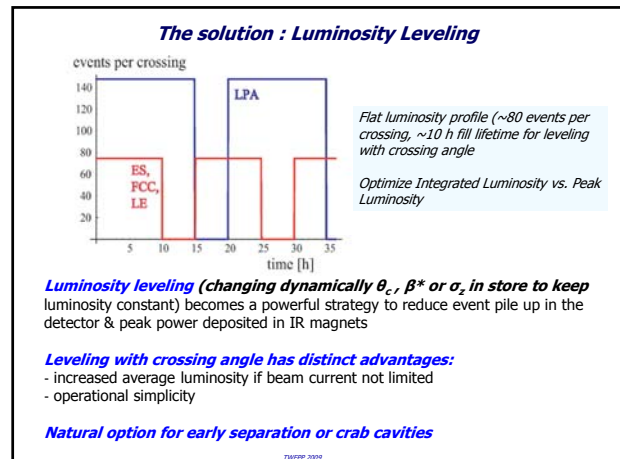 The solution : Luminosity Leveling
events per crossing
140
120
100
80
60
40
20
LPA
ES,
FCC,
LE
5 10 15 20 25 30 35
time [h]
Flat luminosity profile (~80 events per
crossing, ~10 h fill lifetime for leveling
with crossing angle
Optimize Integrated Luminosity vs. Peak
Luminosity
Luminosity leveling (changing dynamically θc , β* or σz in store to keep
luminosity constant) becomes a powerful strategy to reduce event pile up in the
detector & peak power deposited in IR magnets
Leveling with crossing angle has distinct advantages:
- increased average luminosity if beam current not limited
- operational simplicity
Natural option for early separation or crab cavities
TWEPP 2009